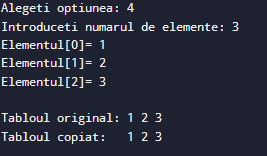 Alegeti optiunea: 4
Introduceti numarul de elemente: 3
Elementul[0]= 1
Elementul[1]= 2
Elementul[2]= 3
Tabloul original: 1 2 3
Tabloul copiat:   1 2 3